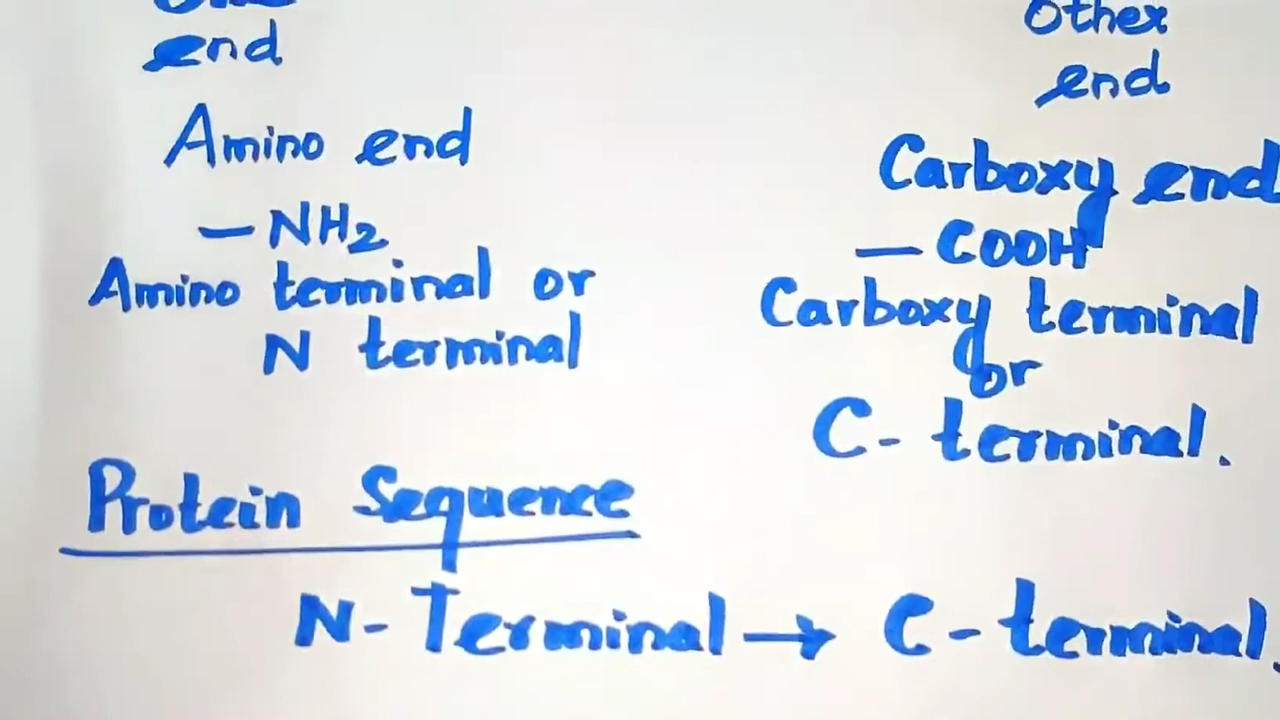 end
Amino end
— NH2
Amino terminal or
N terminal
Other
end
Carboxy end
— COOH
Carboxy terminal
or
C- terminal.
Protein Sequence
N- Terminal → C - terminal.